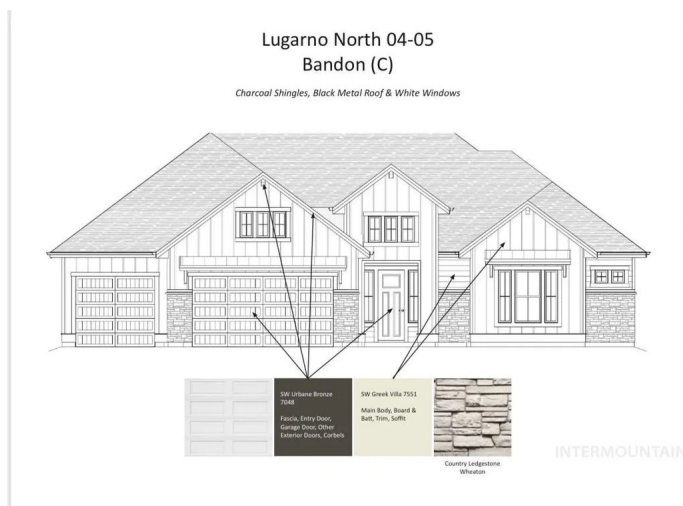 Lugarno North 04-05
Bandon (C)
Charcoal Shingles, Black Metal Roof & White Windows
SW Urbane Bronze
7048
Fascia, Entry Door,
Garage Door, Other
Exterior Doors, Corbels
SW Greek Villa 7551
Main Body, Board &
Batt, Trim, Soffit
Country Ledgestone
Wheaton
INTERMOUNTAIN